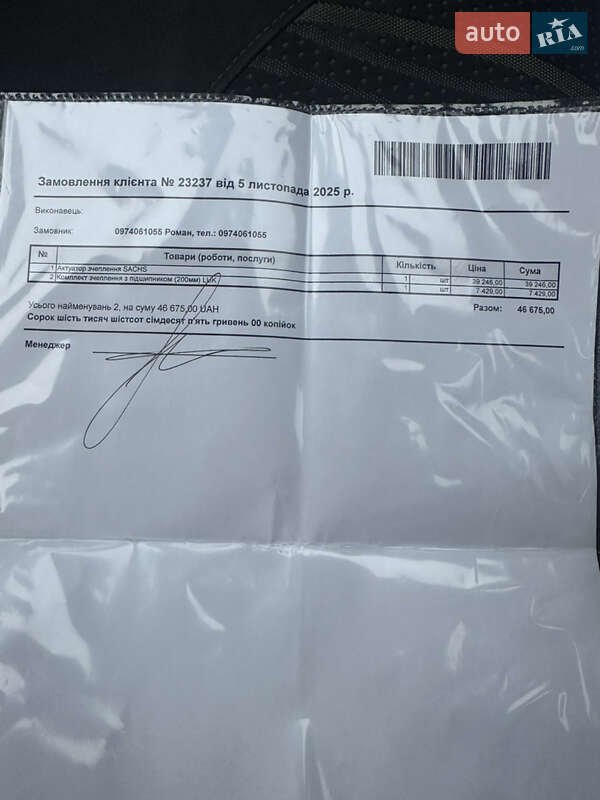 auto RIA .com
Замовлення клієнта № 23237 від 5 листопада 2025 р.
Виконавець:
Замовник: 0974061055 Роман, тел.: 0974061055
№ Товари (роботи, послуги) Кількість Ціна Сума
1 Актуатор зчеплення SACHS 1 шт 39 246,00 39 246,00
2 Комплект зчеплення з підшипником (200мм) LUK 1 шт 7 429,00 7 429,00
Усього найменувань 2, на суму 46 675,00 UAH Разом: 46 675,00
Сорок шість тисяч шістсот сімдесят п'ять гривень 00 копійок
Менеджер